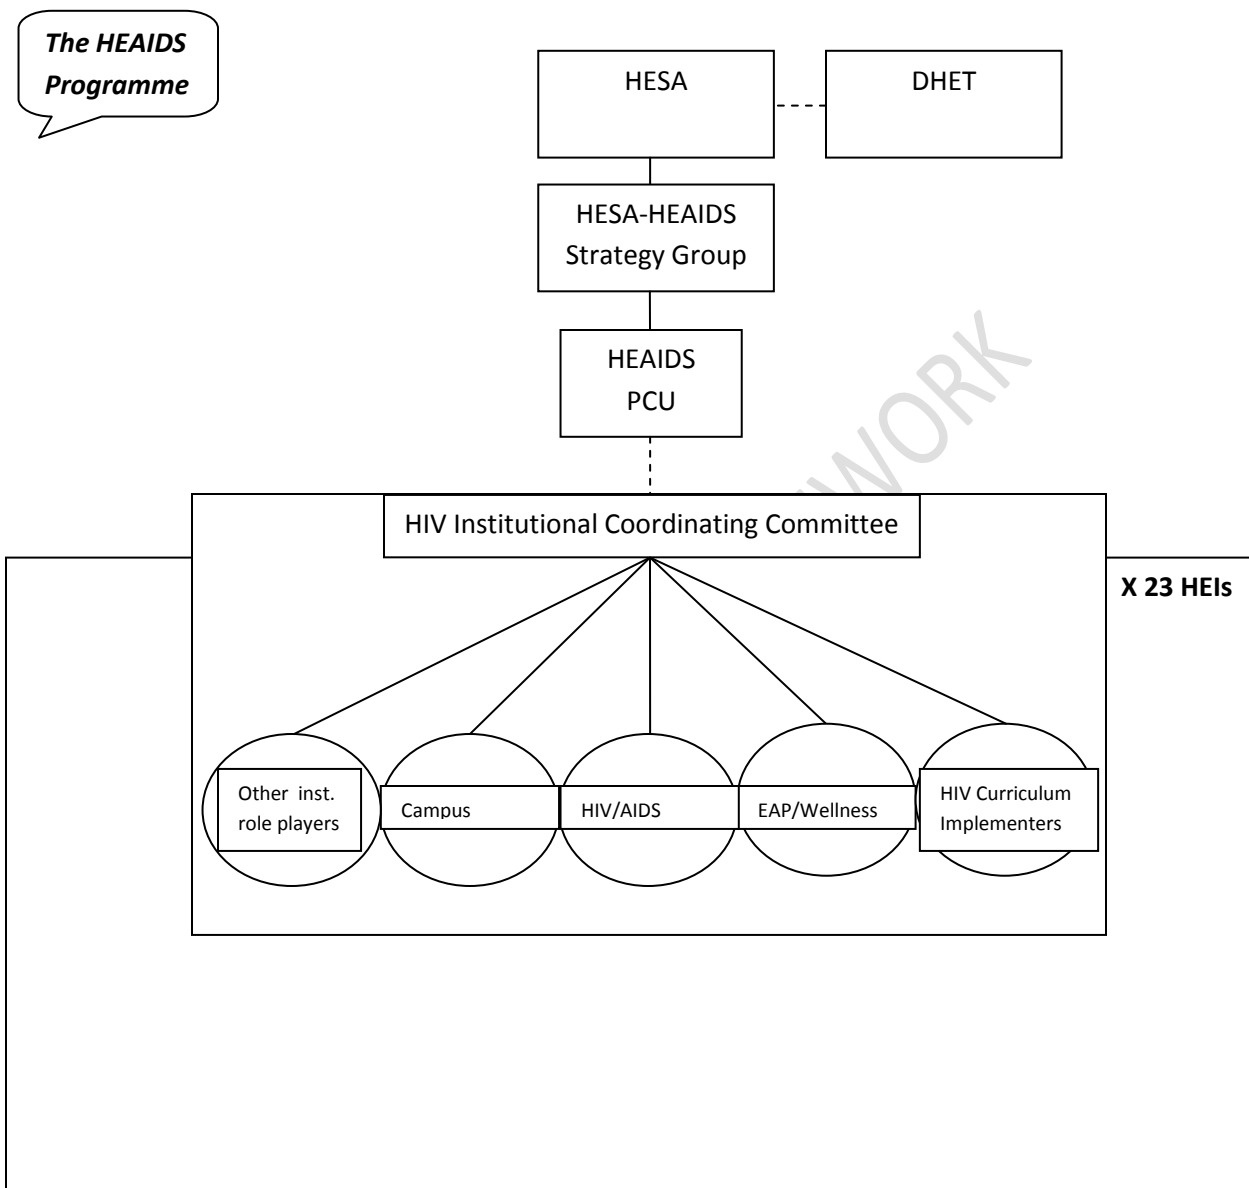 The HEAIDS
Programme
HESA
DHET
HESA-HEAIDS
Strategy Group
HEAIDS
PCU
HIV Institutional Coordinating Committee
X 23 HEIs
Other inst.
role players
Campus
HIV/AIDS
EAP/Wellness
HIV Curriculum
Implementers